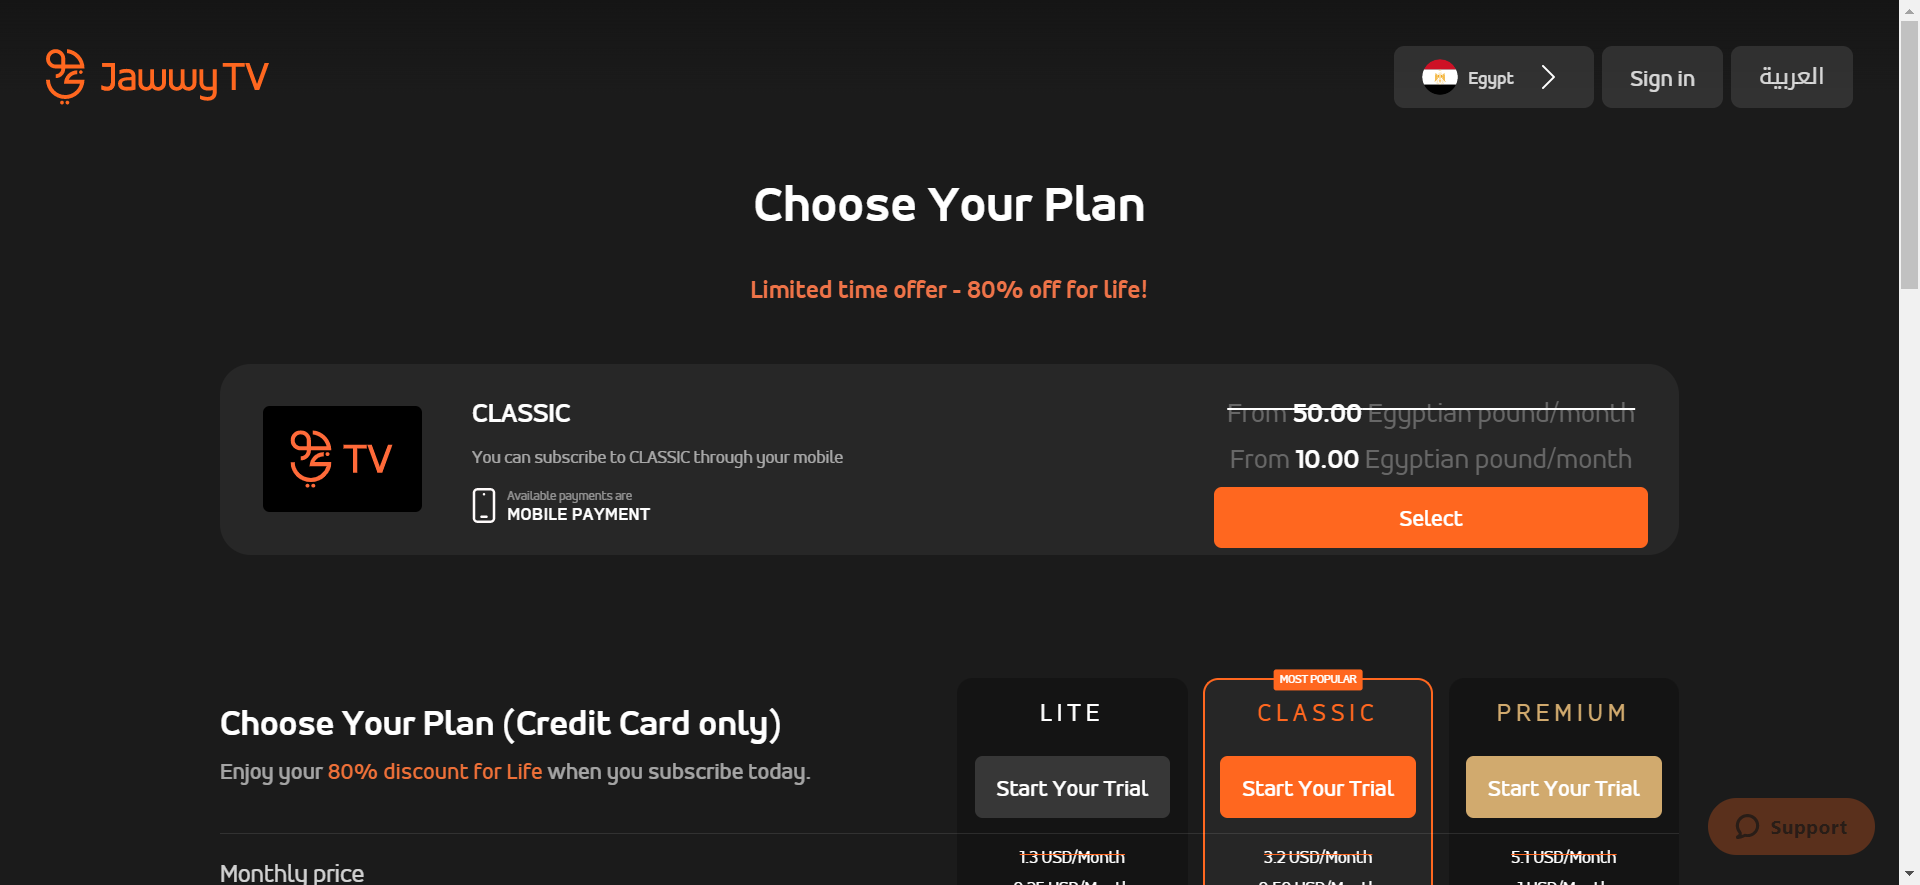 Jawwy TV
Egypt
Sign in
العربية
Choose Your Plan
Limited time offer - 80% off for life!
TV
CLASSIC
You can subscribe to CLASSIC through your mobile
Available payments are
MOBILE PAYMENT
From 50.00 Egyptian pound/month
From 10.00 Egyptian pound/month
Select
Choose Your Plan (Credit Card only)
Enjoy your 80% discount for Life when you subscribe today.
LITE
Start Your Trial
MOST POPULAR
CLASSIC
Start Your Trial
PREMIUM
Start Your Trial
Monthly price
1.3 USD/Month
3.2 USD/Month
5.1 USD/Month
Support